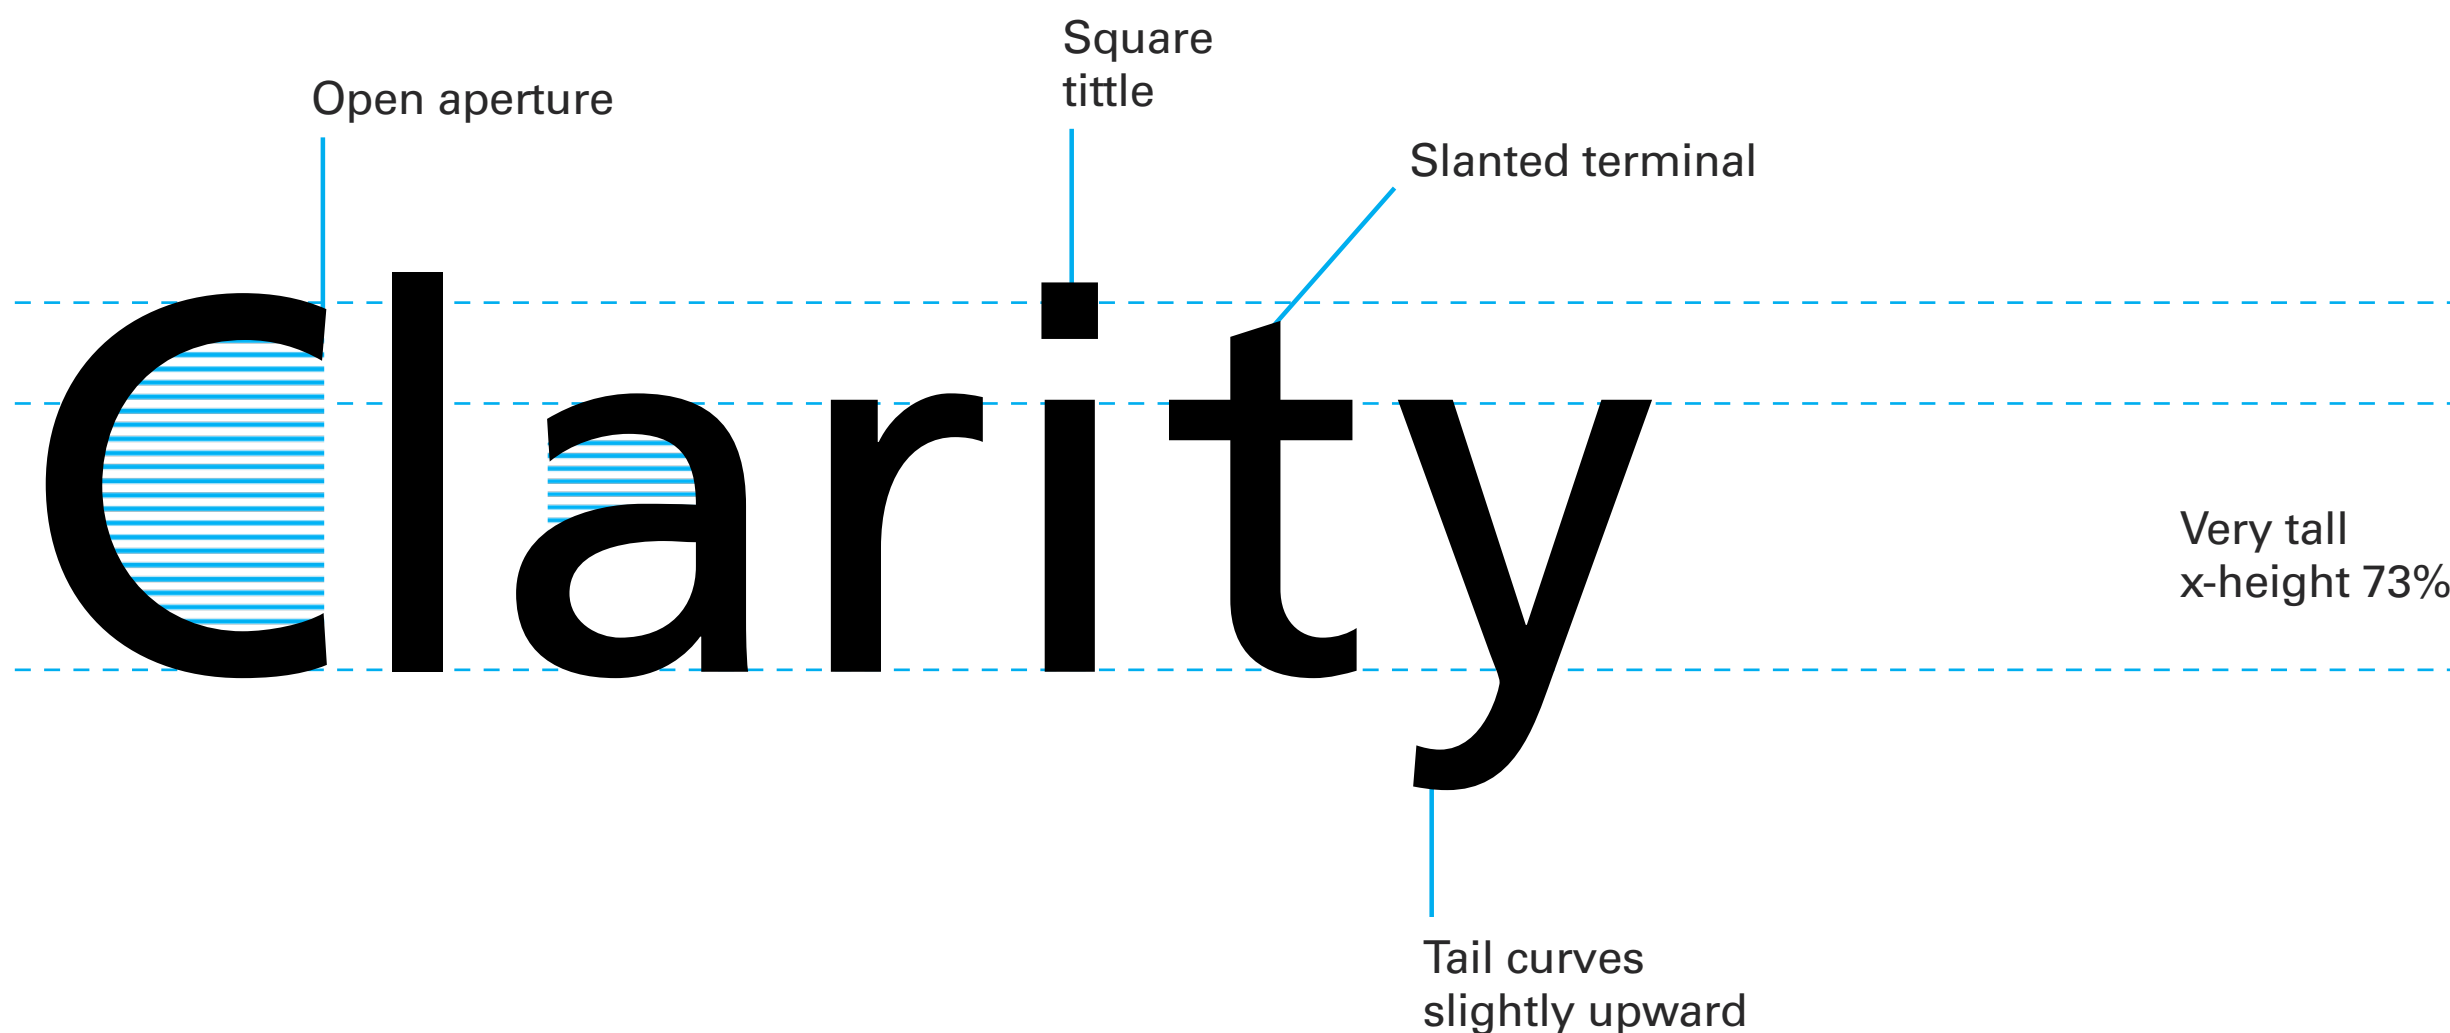 Square
tittle
Open aperture
Slanted terminal
Clarity
Very tall
x-height 73%
Tail curves
slightly upward